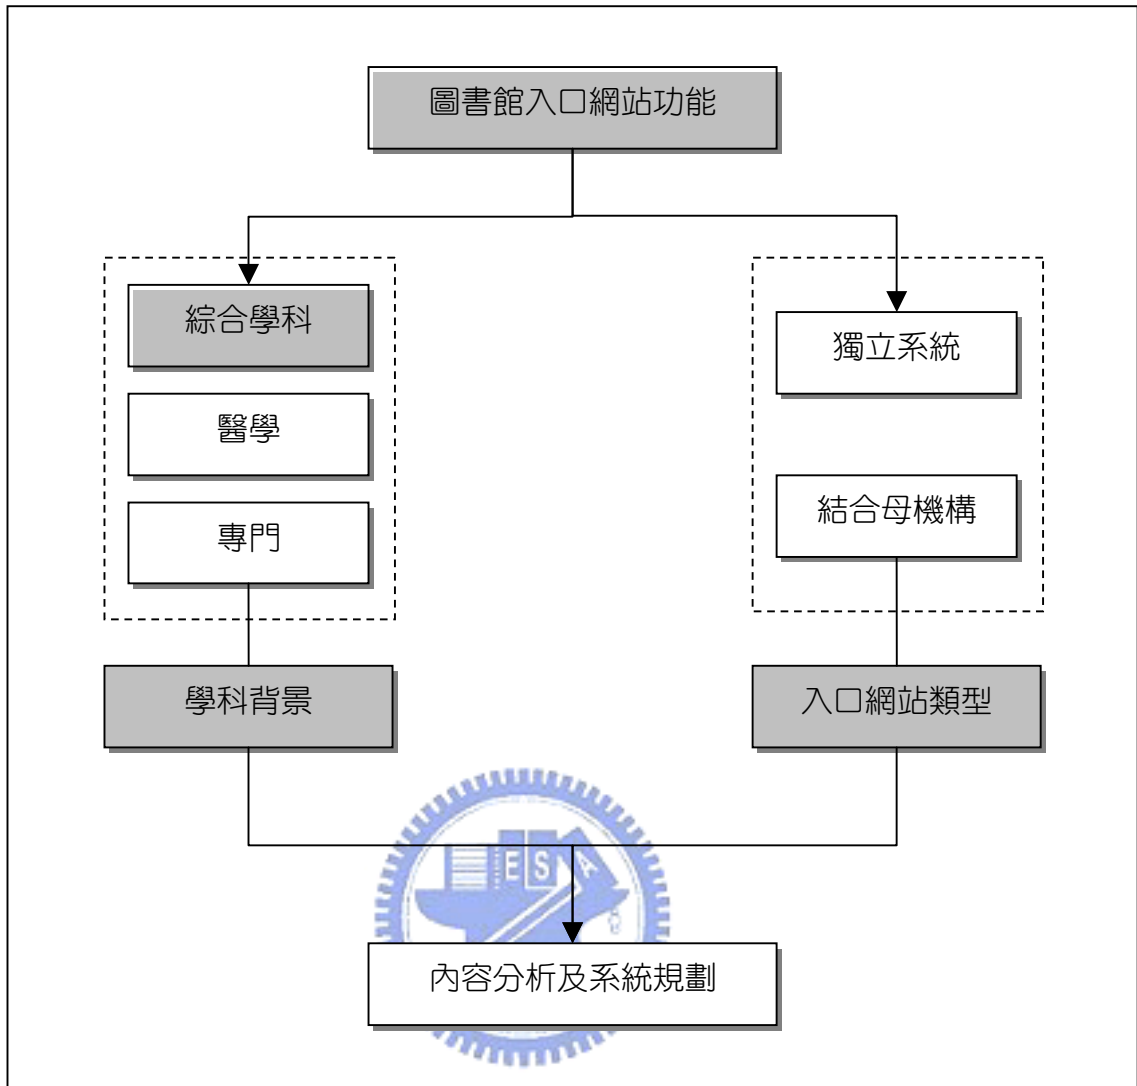 圖書館入口網站功能
綜合學科
醫學
專門
學科背景
獨立系統
結合母機構
入口網站類型
E S A
內容分析及系統規劃